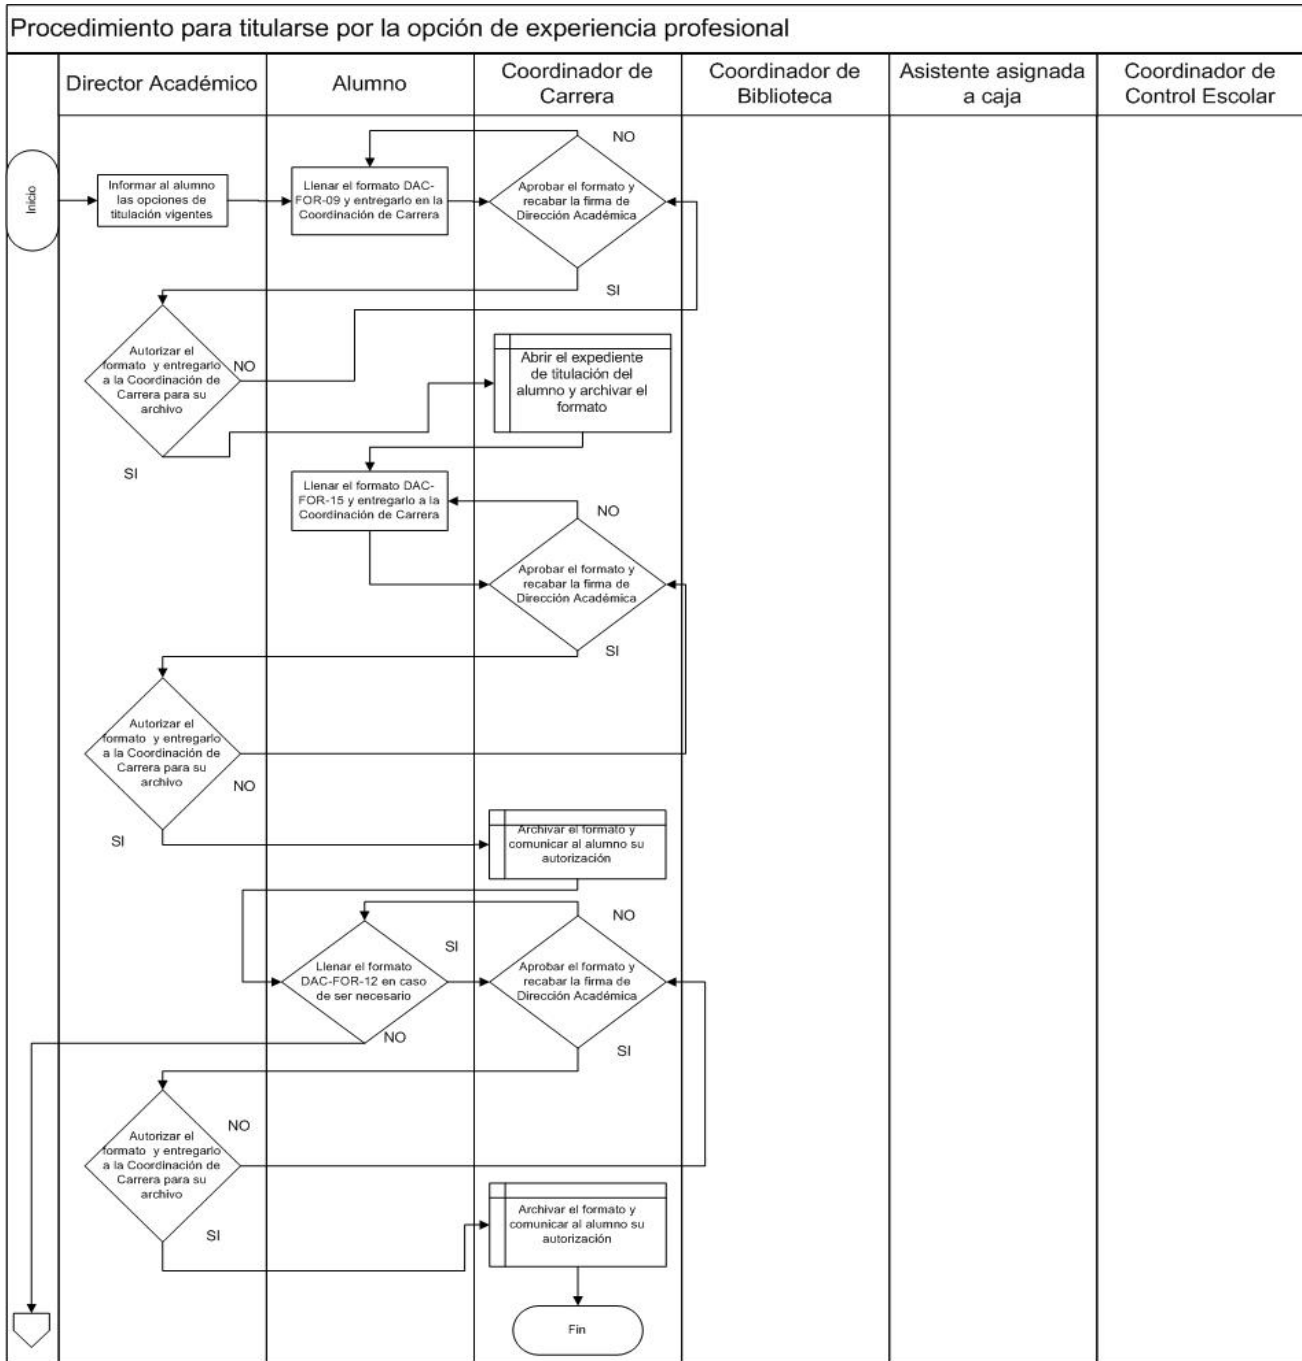 Procedimiento para titularse por la opción de experiencia profesional
Director Académico
Alumno
Coordinador de
Carrera
Coordinador de
Biblioteca
Asistente asignada
a caja
Coordinador de
Control Escolar
Inicio
Informar al alumno
las opciones de
titulación vigentes
Llenar el formato DAC-
FOR-09 y entregarlo en la
Coordinación de Carrera
NO
Aprobar el formato y
recabar la firma de
Dirección Académica
SI
Autorizar el
formato y entregarlo
a la Coordinación de
Carrera para su
archivo
NO
SI
Abrir el expediente
de titulación del
alumno y archivar el
formato
Llenar el formato DAC-
FOR-15 y entregarlo a la
Coordinación de Carrera
NO
Aprobar el formato y
recabar la firma de
Dirección Académica
SI
Autorizar el
formato y entregarlo
a la Coordinación de
Carrera para su
archivo
NO
SI
Archivar el formato y
comunicar al alumno su
autorización
Llenar el formato
DAC-FOR-12 en caso
de ser necesario
SI
NO
NO
Aprobar el formato y
recabar la firma de
Dirección Académica
SI
Autorizar el
formato y entregarlo
a la Coordinación de
Carrera para su
archivo
NO
SI
Archivar el formato y
comunicar al alumno su
autorización
Fin